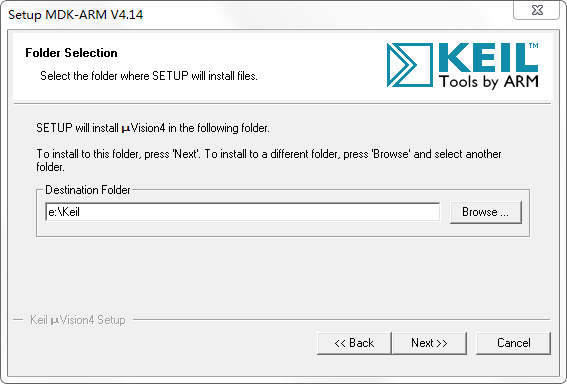 Setup MDK-ARM V4.14
Folder Selection
Select the folder where SETUP will install files.
KEIL™
Tools by ARM
SETUP will install µVision4 in the following folder.
To install to this folder, press 'Next'. To install to a different folder, press 'Browse' and select another
folder.
Destination Folder
e:\Keil
Browse ...
Keil µVision4 Setup
<< Back
Next >>
Cancel